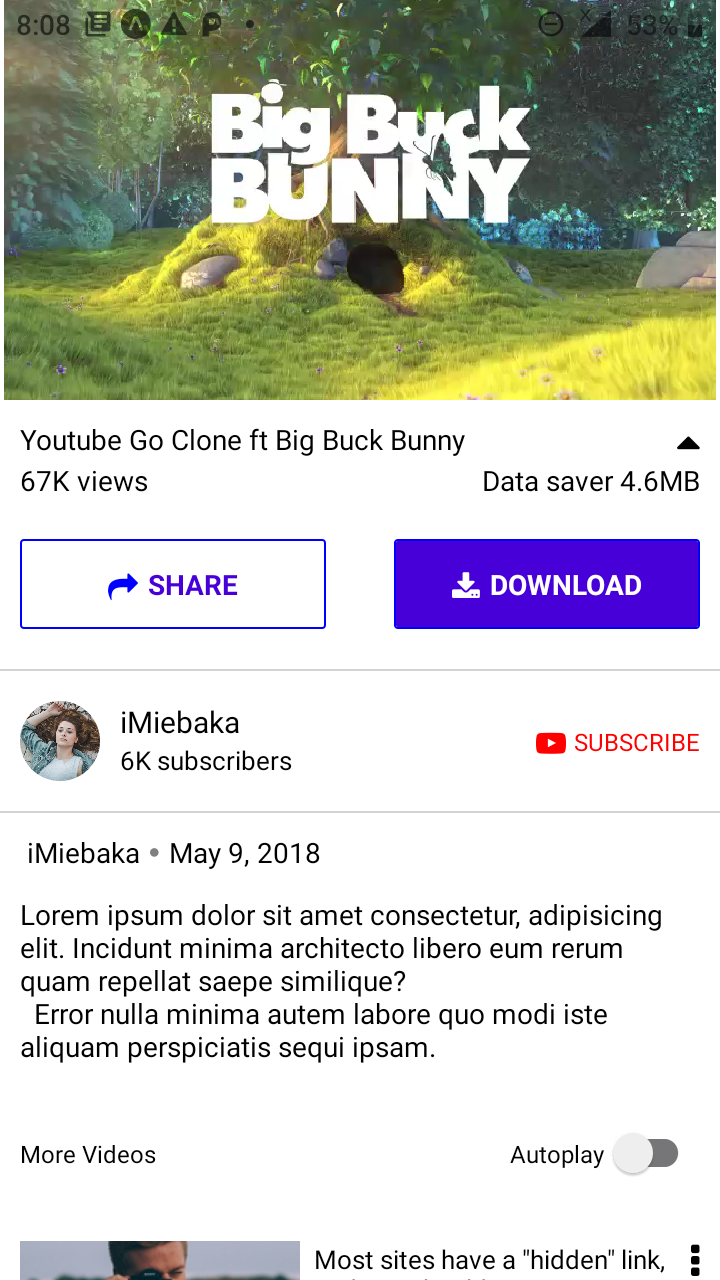 8:08
53%
Big Buck
BUNNY
Youtube Go Clone ft Big Buck Bunny
67K views
Data saver 4.6MB
SHARE
DOWNLOAD
iMiebaka
6K subscribers
SUBSCRIBE
iMiebaka • May 9, 2018
Lorem ipsum dolor sit amet consectetur, adipisicing
elit. Incidunt minima architecto libero eum rerum
quam repellat saepe similique?
Error nulla minima autem labore quo modi iste
aliquam perspiciatis sequi ipsam.
More Videos
Autoplay
Most sites have a "hidden" link,